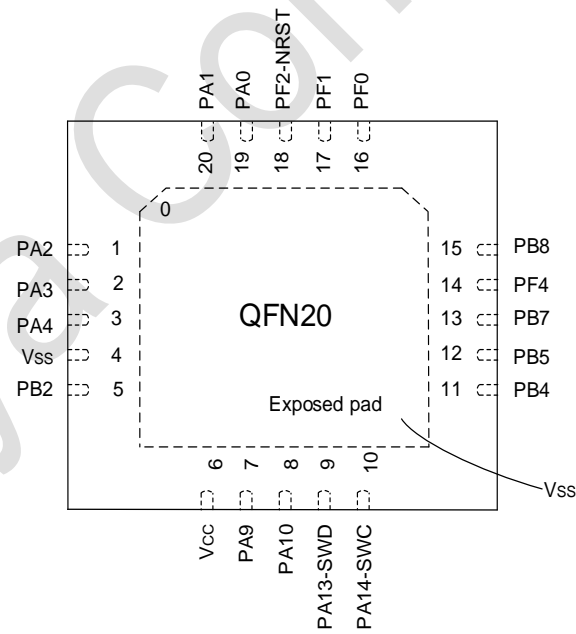 PA1
PA0
PF2-NRST
PF1
PF0
20
19
18
17
16
0
PA2 1
PA3 2
PA4 3
Vss 4
PB2 5
15 PB8
14 PF4
13 PB7
12 PB5
11 PB4
QFN20
Exposed pad
Vss
6
7
8
9
10
Vcc
PA9
PA10
PA13-SWD
PA14-SWC